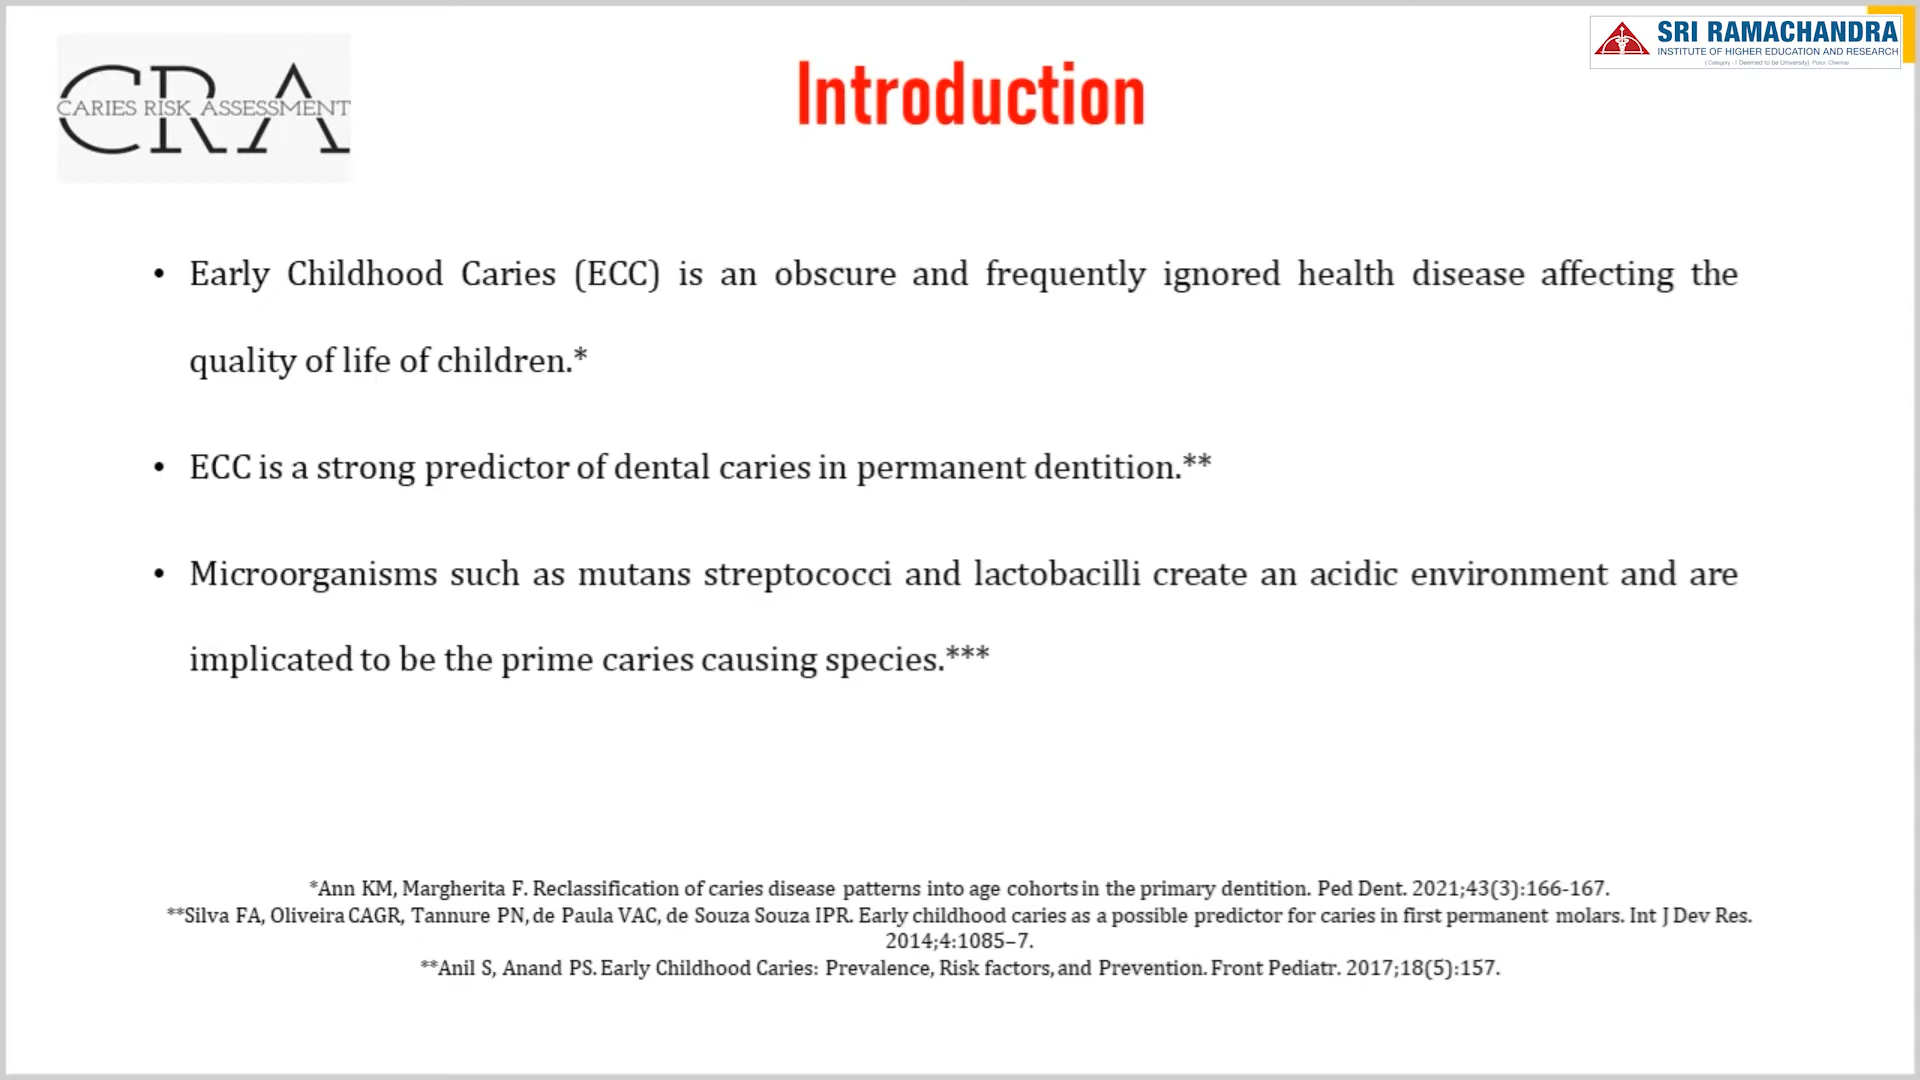 CRA
CARIES RISK ASSESSMENT
SRI RAMACHANDRA
INSTITUTE OF HIGHER EDUCATION AND RESEARCH
( Category - I Deemed to be University) Porur, Chennai
Introduction
• Early Childhood Caries (ECC) is an obscure and frequently ignored health disease affecting the
quality of life of children.*
• ECC is a strong predictor of dental caries in permanent dentition.**
• Microorganisms such as mutans streptococci and lactobacilli create an acidic environment and are
implicated to be the prime caries causing species.***
*Ann KM, Margherita F. Reclassification of caries disease patterns into age cohorts in the primary dentition. Ped Dent. 2021;43(3):166-167.
**Silva FA, Oliveira CAGR, Tannure PN, de Paula VAC, de Souza Souza IPR. Early childhood caries as a possible predictor for caries in first permanent molars. Int J Dev Res.
2014;4:1085–7.
**Anil S, Anand PS. Early Childhood Caries: Prevalence, Risk factors, and Prevention. Front Pediatr. 2017;18(5):157.